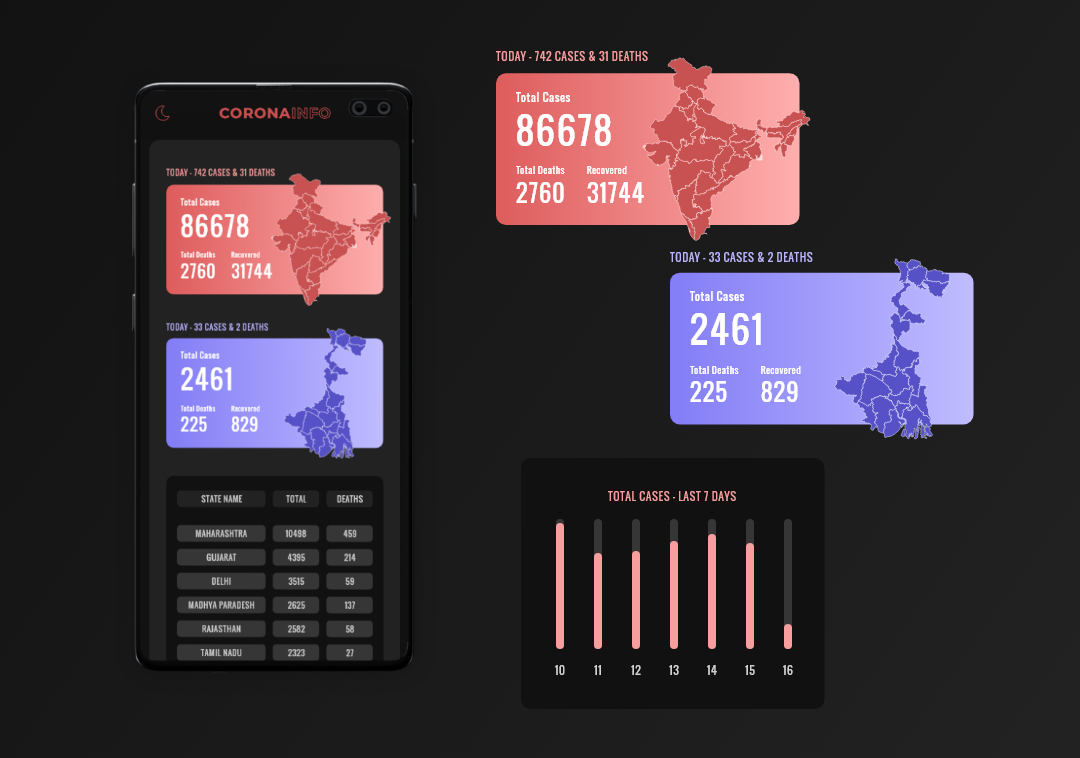 CORONAINFO
TODAY - 742 CASES & 31 DEATHS
Total Cases
86678
Total Deaths Recovered
2760 31744
TODAY - 33 CASES & 2 DEATHS
Total Cases
2461
Total Deaths Recovered
225 829
STATE NAME TOTAL DEATHS
MAHARASHTRA 10498 459
GUJARAT 4395 214
DELHI 3515 59
MADHYA PARADESH 2625 137
RAJASTHAN 2582 58
TAMIL NADU 2323 27
TODAY - 742 CASES & 31 DEATHS
Total Cases
86678
Total Deaths Recovered
2760 31744
TODAY - 33 CASES & 2 DEATHS
Total Cases
2461
Total Deaths Recovered
225 829
TOTAL CASES - LAST 7 DAYS
10 11 12 13 14 15 16